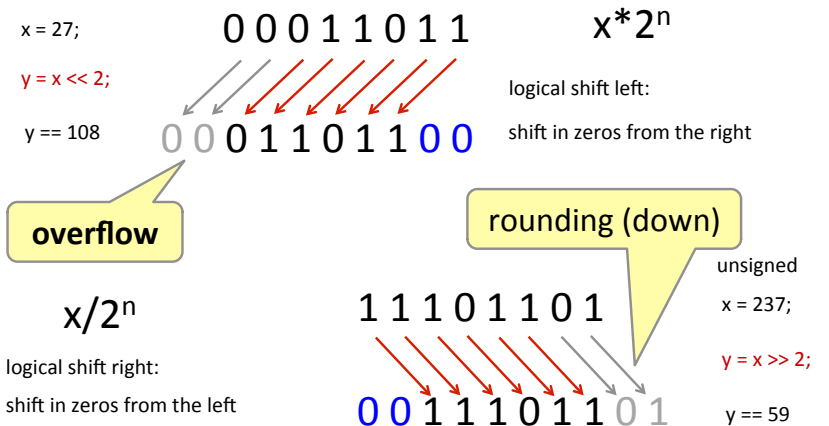 x = 27;
0 0 0 1 1 0 1 1
x*2ⁿ
y = x << 2;
logical shift left:
y == 108
0 0 0 1 1 0 1 1 0 0
shift in zeros from the right
overflow
rounding (down)
unsigned
x/2ⁿ
1 1 1 0 1 1 0 1
x = 237;
logical shift right:
y = x >> 2;
shift in zeros from the left
0 0 1 1 1 0 1 1 0 1
y == 59